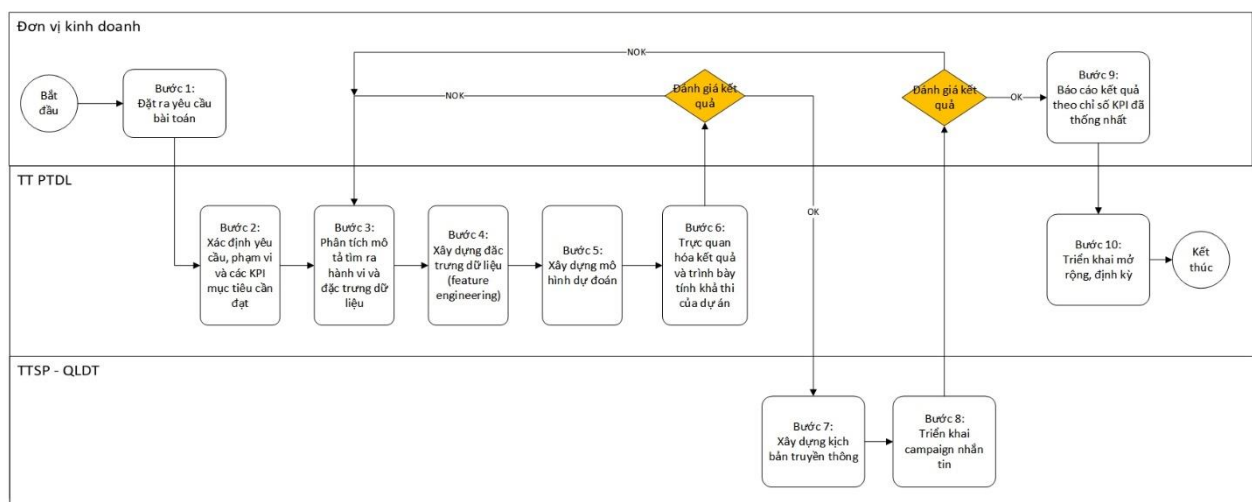 Đơn vị kinh doanh
Bắt
đầu
Bước 1:
Đặt ra yêu cầu
bài toán
NOK
NOK
Đánh giá kết
quả
Đánh giá kết
quả
OK
Bước 9:
Báo cáo kết quả
theo chỉ số KPI đã
thống nhất
TT PTDL
Bước 2:
Xác định yêu
cầu, phạm vi
và các KPI
mục tiêu cần
đạt
Bước 3:
Phân tích mô
tả tìm ra
hành vi và
đặc trưng dữ
liệu
Bước 4:
Xây dựng đăc
trưng dữ liệu
(feature
engineering)
Bước 5:
Xây dựng mô
hình dự đoán
Bước 6:
Trực quan
hóa kết quả
và trình bày
tính khả thi
của dự án
OK
Bước 10:
Triển khai mở
rộng, định kỳ
Kết
thúc
TTSP - QLDT
Bước 7:
Xây dựng kịch
bản truyền thông
Bước 8:
Triển khai
campaign nhắn
tin